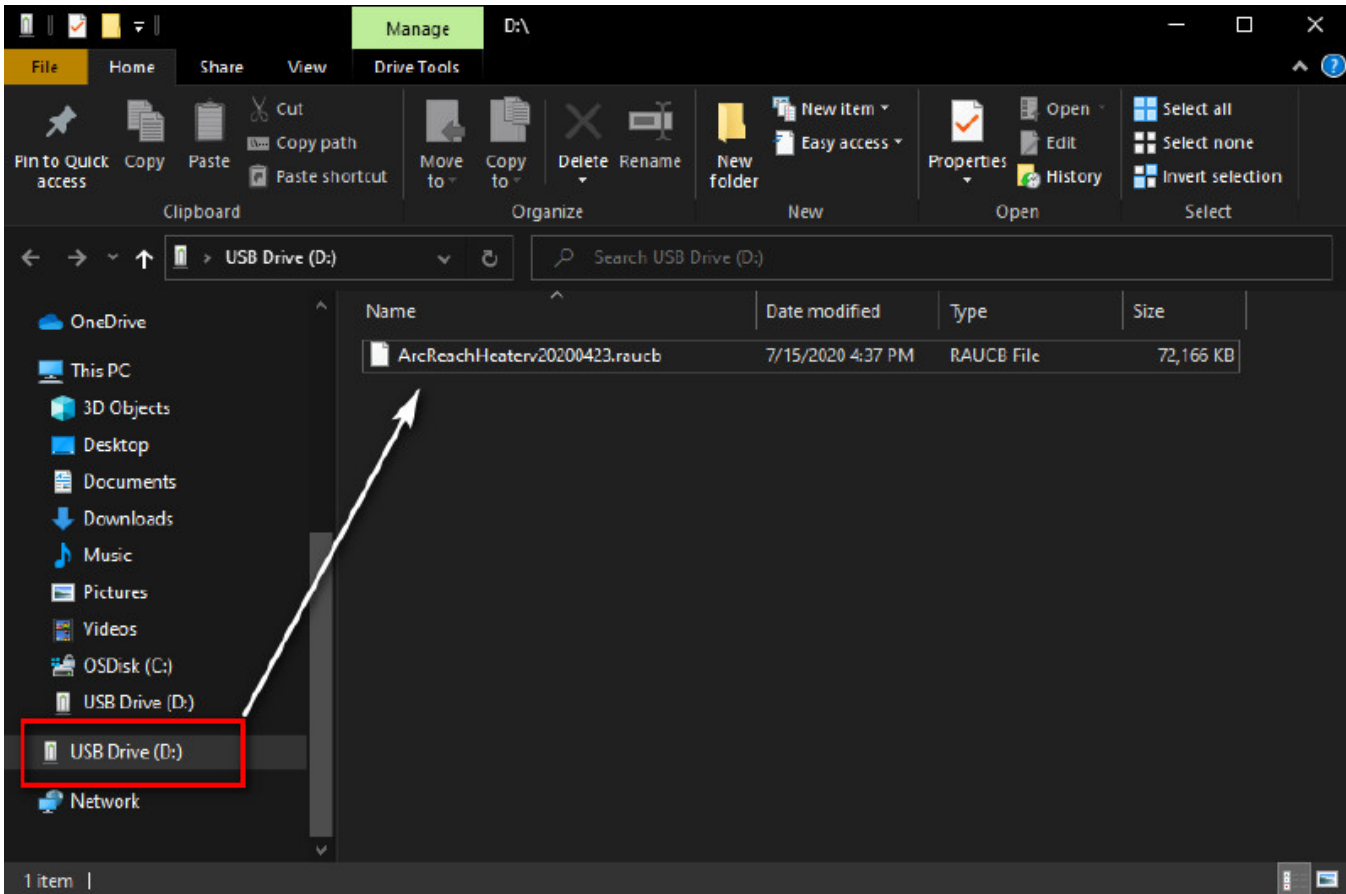 Manage D:\
File Home Share View Drive Tools
Pin to Quick access
Copy
Paste
Cut
Copy path
Paste shortcut
Move to
Copy to
Delete
Rename
New folder
New item
Easy access
Properties
Open
Edit
History
Select all
Select none
Invert selection
Clipboard Organize New Open Select
USB Drive (D:) Search USB Drive (D:)
Name Date modified Type Size
ArcReachHeaterv20200423.raucb 7/15/2020 4:37 PM RAUCB File 72,166 KB
OneDrive
This PC
3D Objects
Desktop
Documents
Downloads
Music
Pictures
Videos
OSDisk (C:)
USB Drive (D:)
USB Drive (D:)
Network
1 item